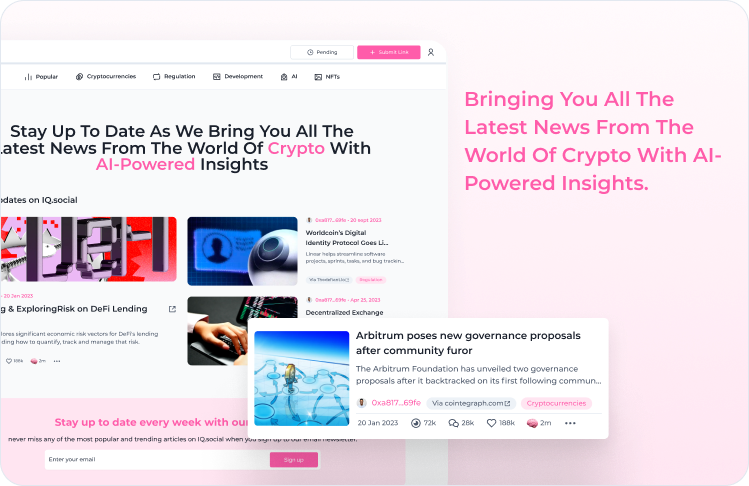 Pending
+ Submit Link
Popular
Cryptocurrencies
Regulation
Development
AI
NFTs
Stay Up To Date As We Bring You All The
Latest News From The World Of Crypto With
AI-Powered Insights
Bringing You All The
Latest News From The
World Of Crypto With AI-
Powered Insights.
dates on IQ.social
- 20 Jan 2023
g & ExploringRisk on DeFi Lending
lores significant economic risk vectors for DeFi's lending
ding how to quantify, track and manage that risk.
188k
2m
0xa817...69fe - 20 sept 2023
Worldcoin's Digital
Identity Protocol Goes Li...
Linear helps streamline software
projects, sprints, tasks, and bug trackin...
Regulation
0xa817...69fe - Apr 25, 2023
Decentralized Exchange
Arbitrum poses new governance proposals
after community furor
The Arbitrum Foundation has unveiled two governance
proposals after it backtracked on its first following commun...
0xa817...69fe
Via cointegraph.com
Cryptocurrencies
20 Jan 2023
72k
28k
188k
2m
Stay up to date every week with our
never miss any of the most popular and trending articles on IQ.social when you sign up to our email newsletter.
Enter your email
Sign up